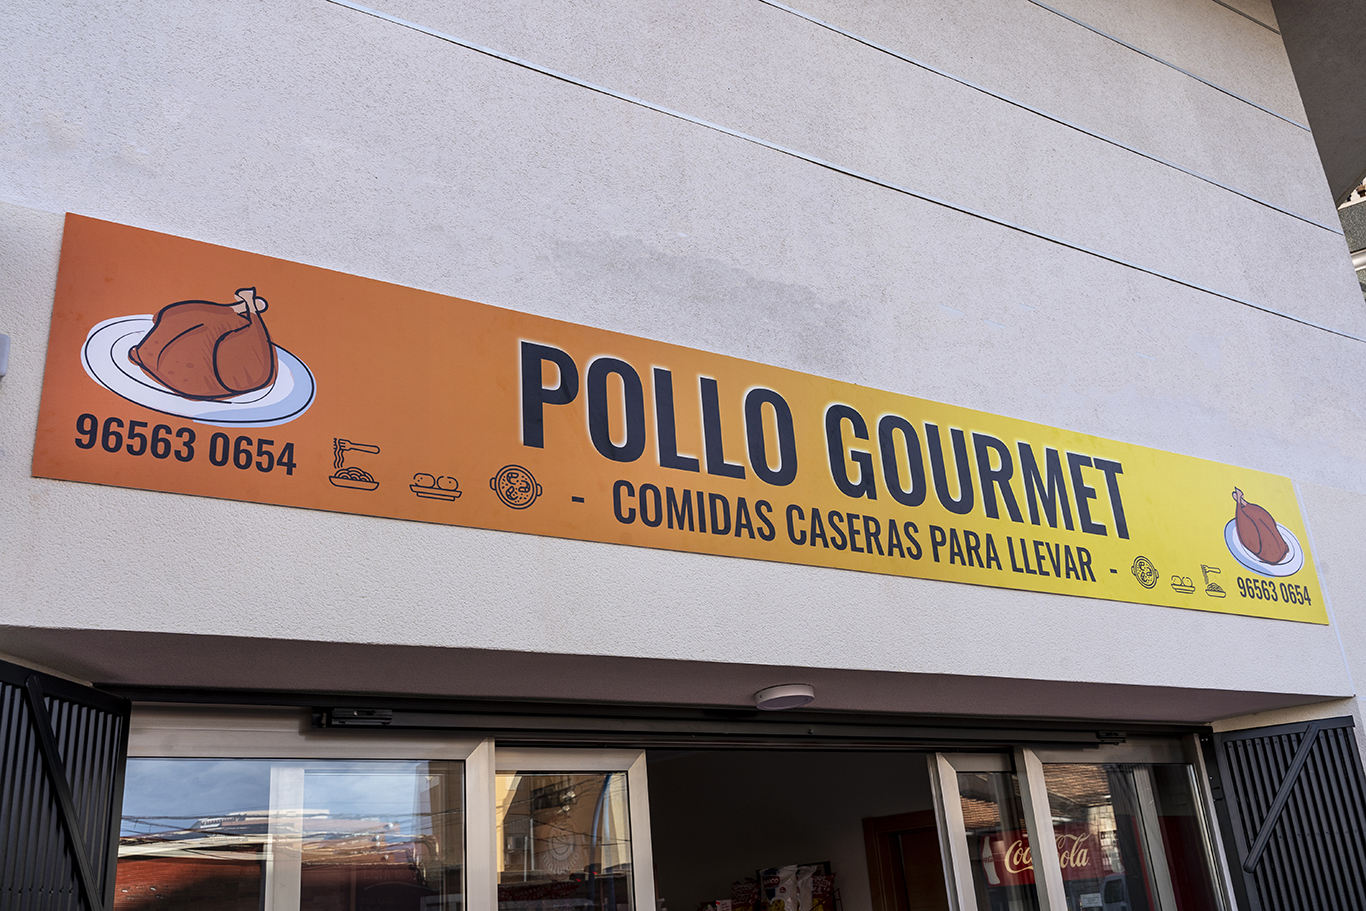 POLLO GOURMET
96563 0654
- COMIDAS CASERAS PARA LLEVAR -
96563 0654
Coca-Cola